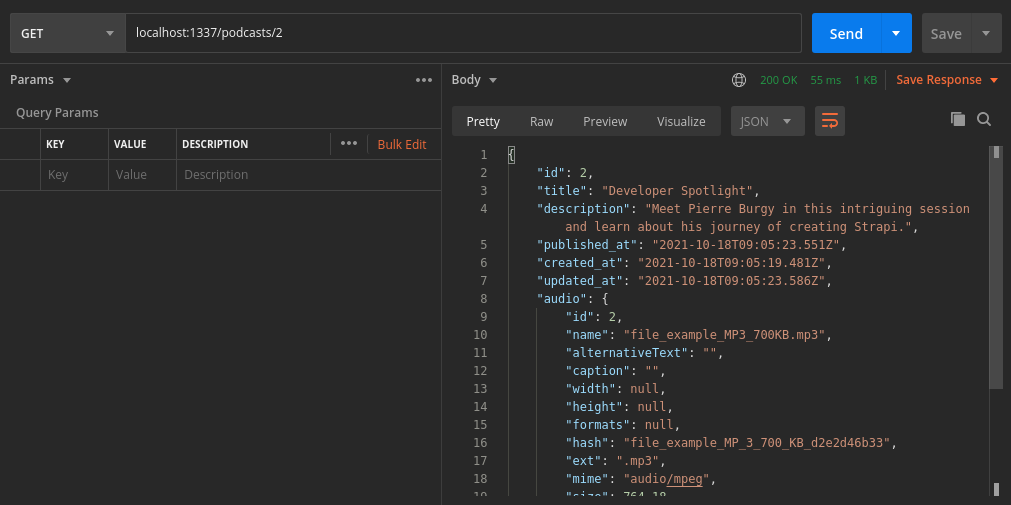 GET
localhost:1337/podcasts/2
Send
Save
Params
Body
200 OK 55 ms 1 KB
Save Response
Query Params
Pretty Raw Preview Visualize JSON
KEY VALUE DESCRIPTION ••• Bulk Edit
Key Value Description
1 {
2 "id": 2,
3 "title": "Developer Spotlight",
4 "description": "Meet Pierre Burgy in this intriguing session
and learn about his journey of creating Strapi.",
5 "published_at": "2021-10-18T09:05:23.551Z",
6 "created_at": "2021-10-18T09:05:19.481Z",
7 "updated_at": "2021-10-18T09:05:23.586Z",
8 "audio": {
9 "id": 2,
10 "name": "file_example_MP3_700KB.mp3",
11 "alternativeText": "",
12 "caption": "",
13 "width": null,
14 "height": null,
15 "formats": null,
16 "hash": "file_example_MP_3_700_KB_d2e2d46b33",
17 "ext": ".mp3",
18 "mime": "audio/mpeg",
19 "size": 764.18,